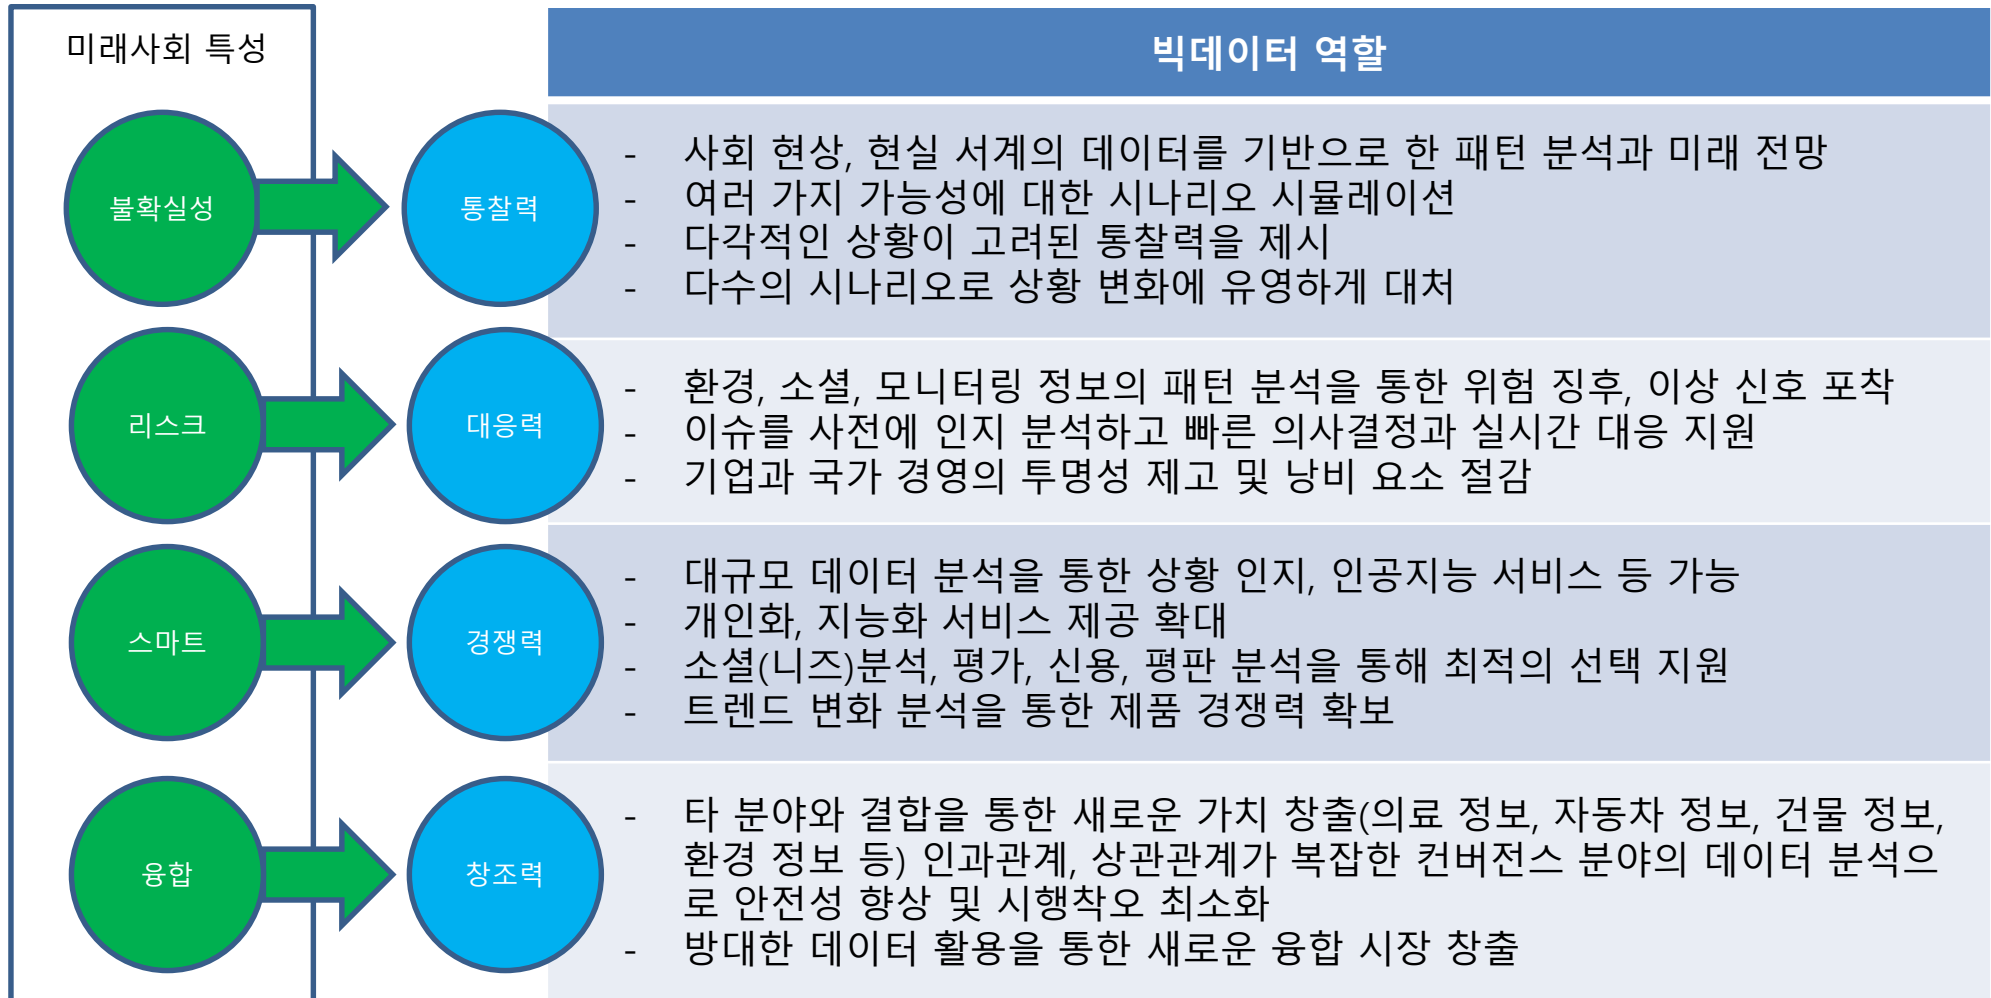 미래사회 특성
빅데이터 역할
불확실성
통찰력
- 사회 현상, 현실 서계의 데이터를 기반으로 한 패턴 분석과 미래 전망
- 여러 가지 가능성에 대한 시나리오 시뮬레이션
- 다각적인 상황이 고려된 통찰력을 제시
- 다수의 시나리오로 상황 변화에 유영하게 대처
리스크
대응력
- 환경, 소셜, 모니터링 정보의 패턴 분석을 통한 위험 징후, 이상 신호 포착
- 이슈를 사전에 인지 분석하고 빠른 의사결정과 실시간 대응 지원
- 기업과 국가 경영의 투명성 제고 및 낭비 요소 절감
스마트
경쟁력
- 대규모 데이터 분석을 통한 상황 인지, 인공지능 서비스 등 가능
- 개인화, 지능화 서비스 제공 확대
- 소셜(니즈)분석, 평가, 신용, 평판 분석을 통해 최적의 선택 지원
- 트렌드 변화 분석을 통한 제품 경쟁력 확보
융합
창조력
- 타 분야와 결합을 통한 새로운 가치 창출(의료 정보, 자동차 정보, 건물 정보,
환경 정보 등) 인과관계, 상관관계가 복잡한 컨버전스 분야의 데이터 분석으
로 안전성 향상 및 시행착오 최소화
- 방대한 데이터 활용을 통한 새로운 융합 시장 창출